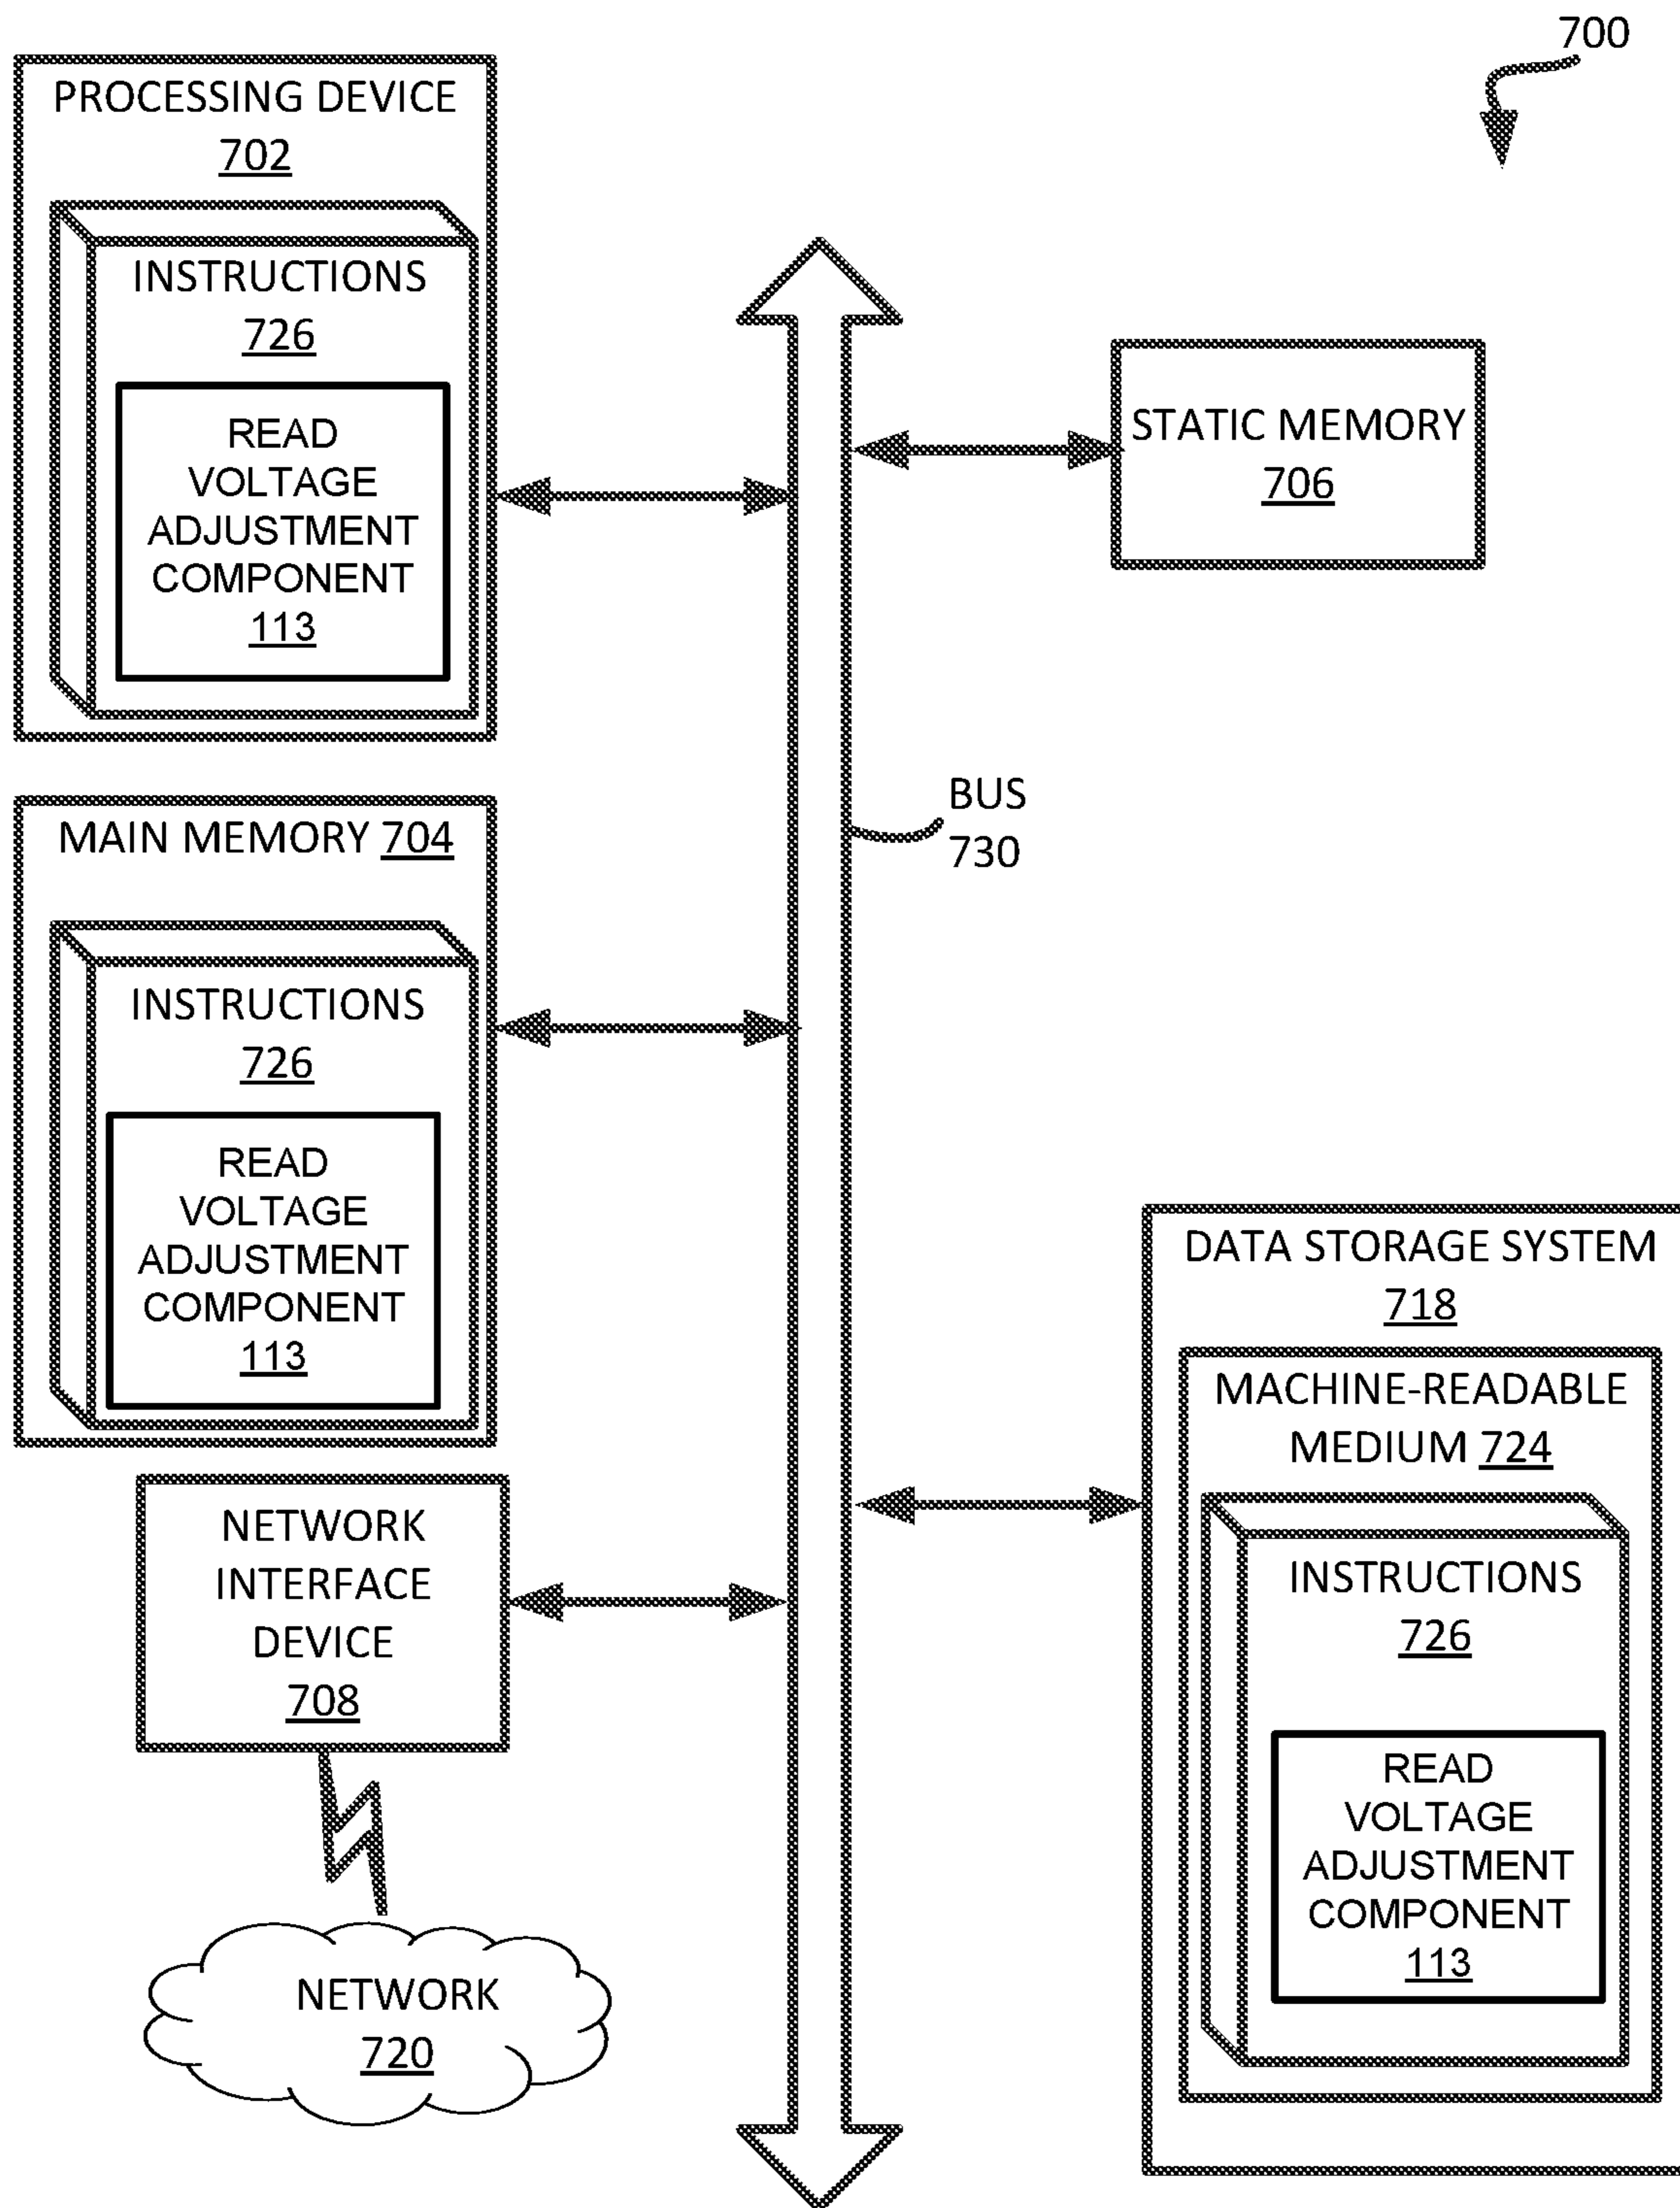 700
PROCESSING DEVICE
702
INSTRUCTIONS
726
READ
VOLTAGE
ADJUSTMENT
COMPONENT
113
STATIC MEMORY
706
BUS
730
MAIN MEMORY 704
INSTRUCTIONS
726
READ
VOLTAGE
ADJUSTMENT
COMPONENT
113
DATA STORAGE SYSTEM
718
MACHINE-READABLE
MEDIUM 724
INSTRUCTIONS
726
READ
VOLTAGE
ADJUSTMENT
COMPONENT
113
NETWORK
INTERFACE
DEVICE
708
NETWORK
720